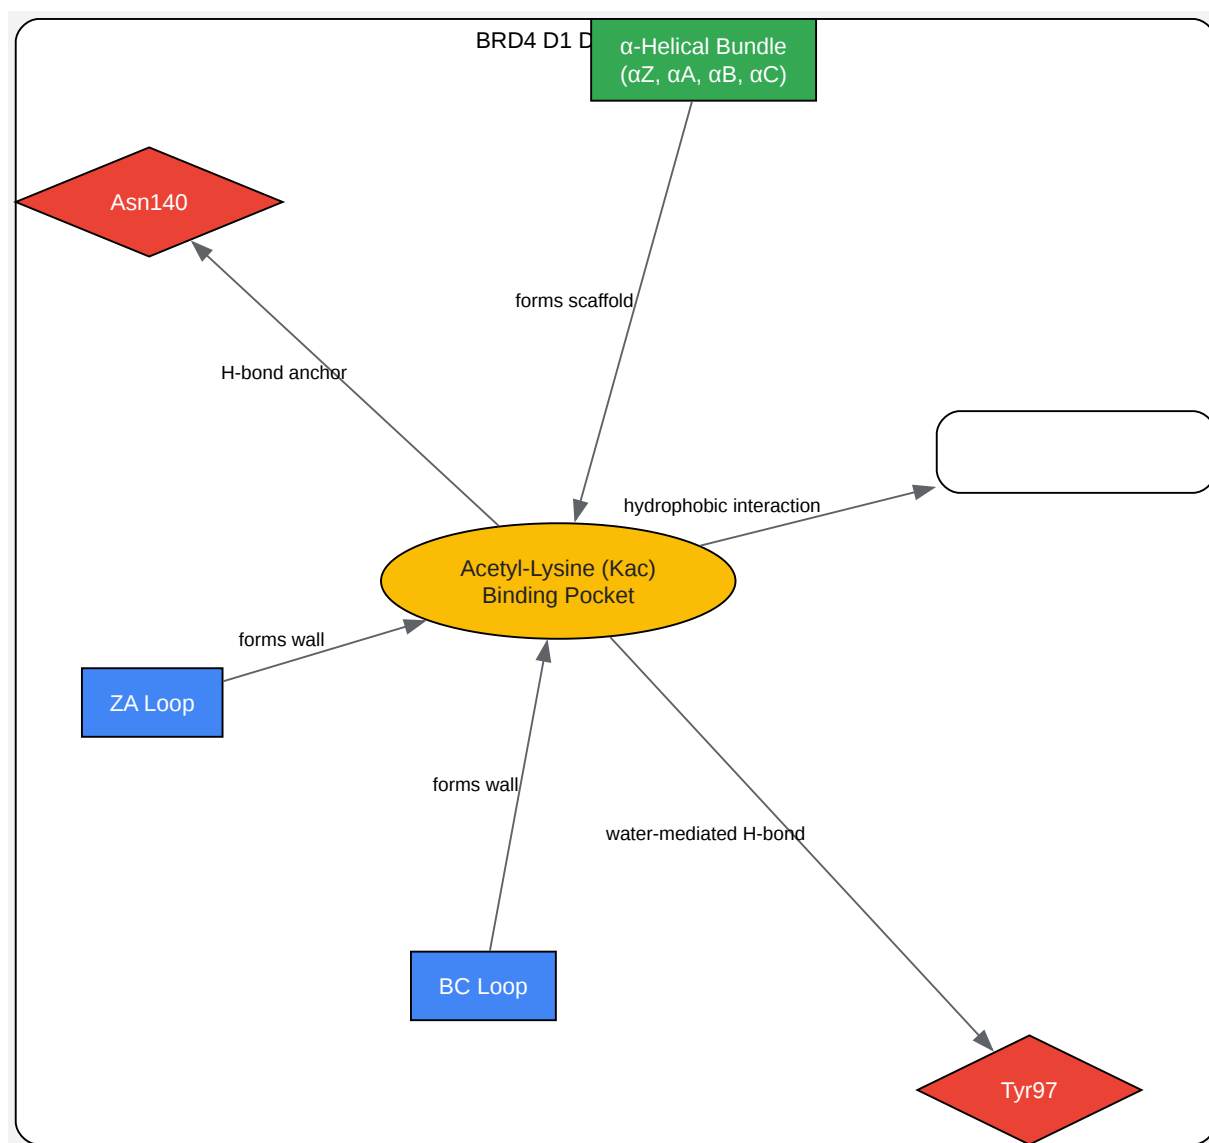 BRD4 D1 D
α-Helical Bundle
(αZ, αA, αB, αC)
Asn140
forms scaffold
H-bond anchor
hydrophobic interaction
Acetyl-Lysine (Kac)
Binding Pocket
forms wall
ZA Loop
forms wall
water-mediated H-bond
BC Loop
Tyr97